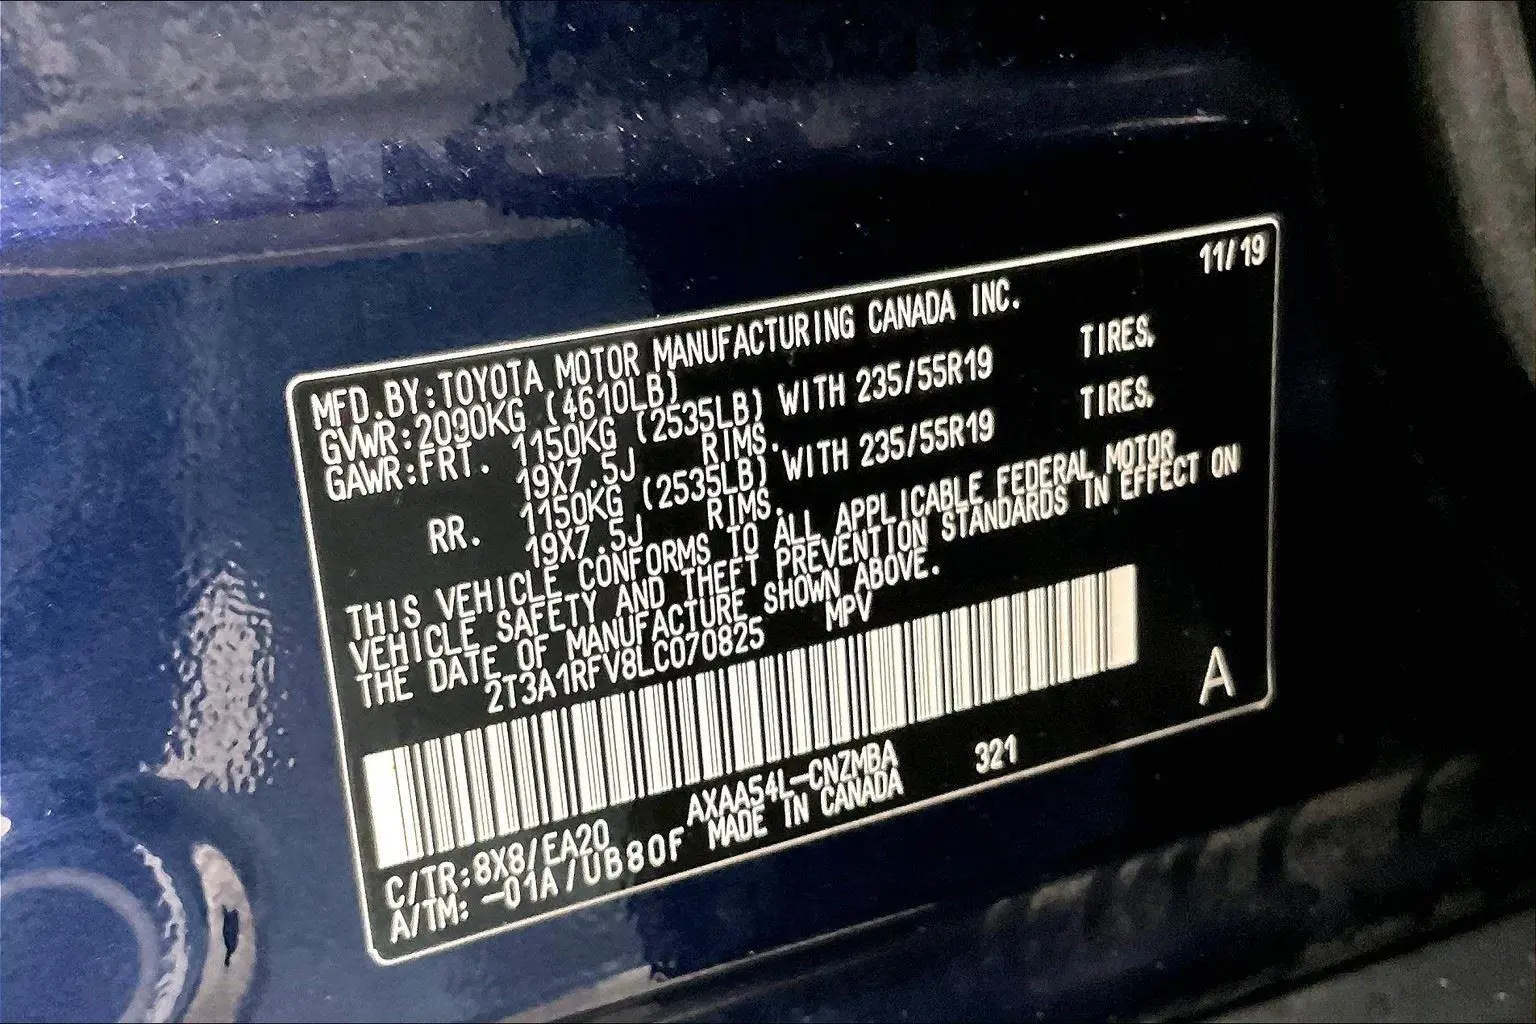 11/19
MFD.BY:TOYOTA MOTOR MANUFACTURING CANADA INC.
GVWR:2090KG (4610LB)
GAWR:FRT. 1150KG (2535LB) WITH 235/55R19 TIRES,
19X7.5J RIMS.
RR. 1150KG (2535LB) WITH 235/55R19 TIRES,
19X7.5J RIMS.
THIS VEHICLE CONFORMS TO ALL APPLICABLE FEDERAL MOTOR
VEHICLE SAFETY AND THEFT PREVENTION STANDARDS IN EFFECT ON
THE DATE OF MANUFACTURE SHOWN ABOVE.
2T3A1RFV8LC070825 MPV
A
C/TR:8X8/EA20 AXAA54L-CNZMBA 321
A/TM: -01A/UB80F MADE IN CANADA